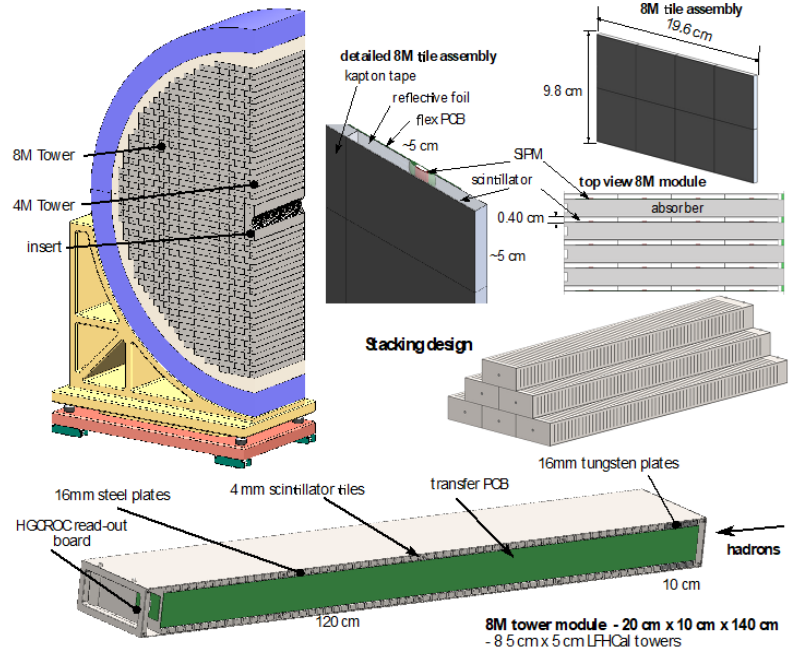 8M tile assembly
19.6 cm
9.8 cm
detailed 8M tile assembly
kapton tape
reflective foil
flex PCB
~5 cm
SIPM
scintillator
top view 8M module
absorber
0.40 cm
~5 cm
8M Tower
4M Tower
insert
Stacking design
16mm tungsten plates
transfer PCB
4 mm scintillator tiles
16mm steel plates
HGCROC read-out
board
hadrons
10 cm
120 cm
8M tower module - 20 cm x 10 cm x 140 cm
- 8 5 cm x 5 cm LFHCal towers